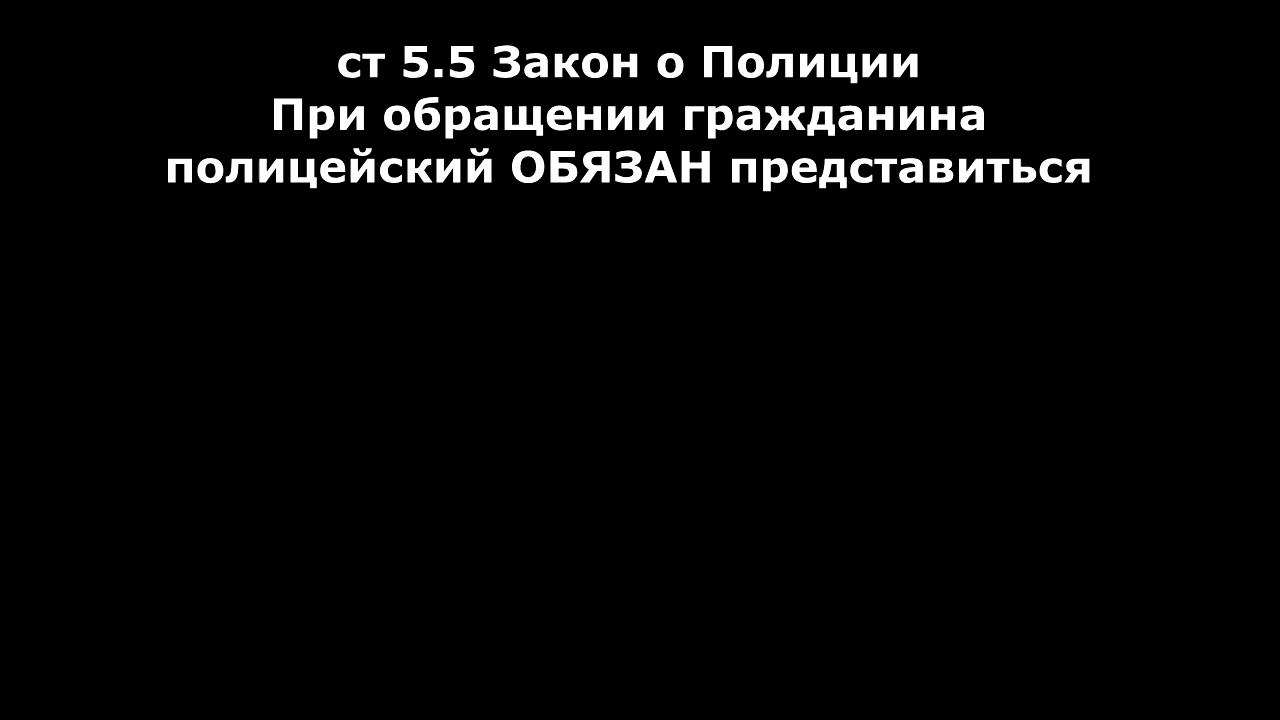 ст 5.5 Закон о Полиции
При обращении гражданина
полицейский ОБЯЗАН представиться